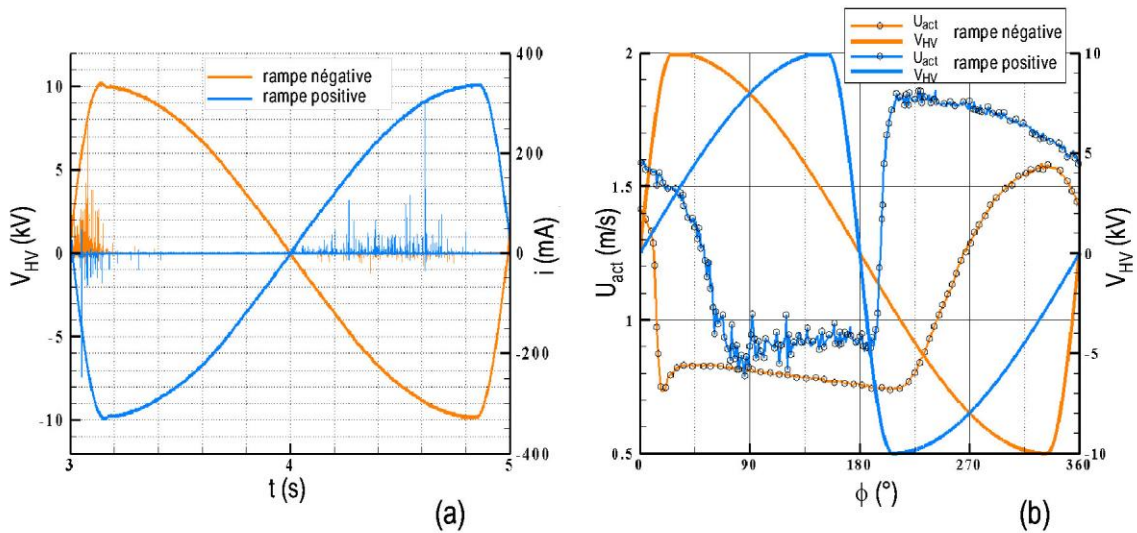 rampe négative
rampe positive
V_HV (kV)
10
5
0
-5
-10
400
200
0
-200
-400
i (mA)
3
4
5
t (s)
(a)
U_act
V_HV
rampe négative
U_act
V_HV
rampe positive
U_act (m/s)
2
1.5
1
0.5
10
5
0
-5
-10
V_HV (kV)
0
90
180
270
360
ϕ (°)
(b)